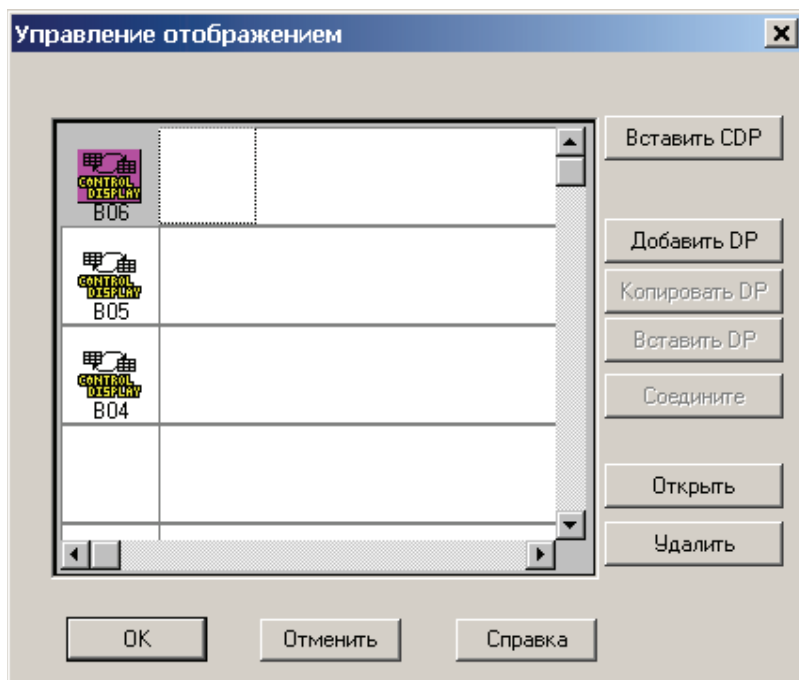 Управление отображением
CONTROL
DISPLAY
B06
CONTROL
DISPLAY
B05
CONTROL
DISPLAY
B04
Вставить CDP
Добавить DP
Копировать DP
Вставить DP
Соедините
Открыть
Удалить
OK
Отменить
Справка